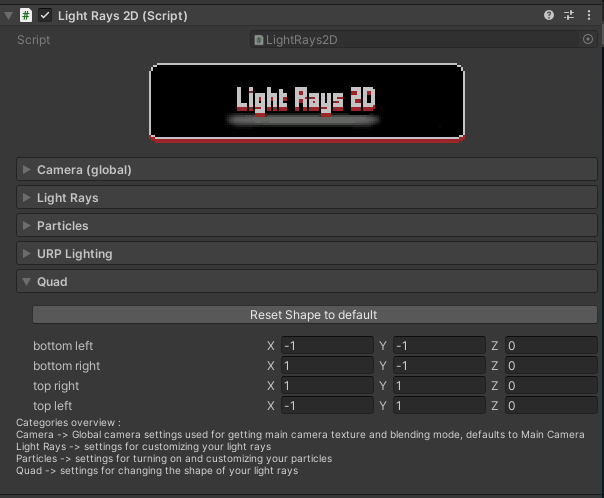 Light Rays 2D (Script)
Script LightRays2D
Light Rays 2D
Camera (global)
Light Rays
Particles
URP Lighting
Quad
Reset Shape to default
bottom left X -1 Y -1 Z 0
bottom right X 1 Y -1 Z 0
top right X 1 Y 1 Z 0
top left X -1 Y 1 Z 0
Categories overview :
Camera -> Global camera settings used for getting main camera texture and blending mode, defaults to Main Camera
Light Rays -> settings for customizing your light rays
Particles -> settings for turning on and customizing your particles
Quad -> settings for changing the shape of your light rays